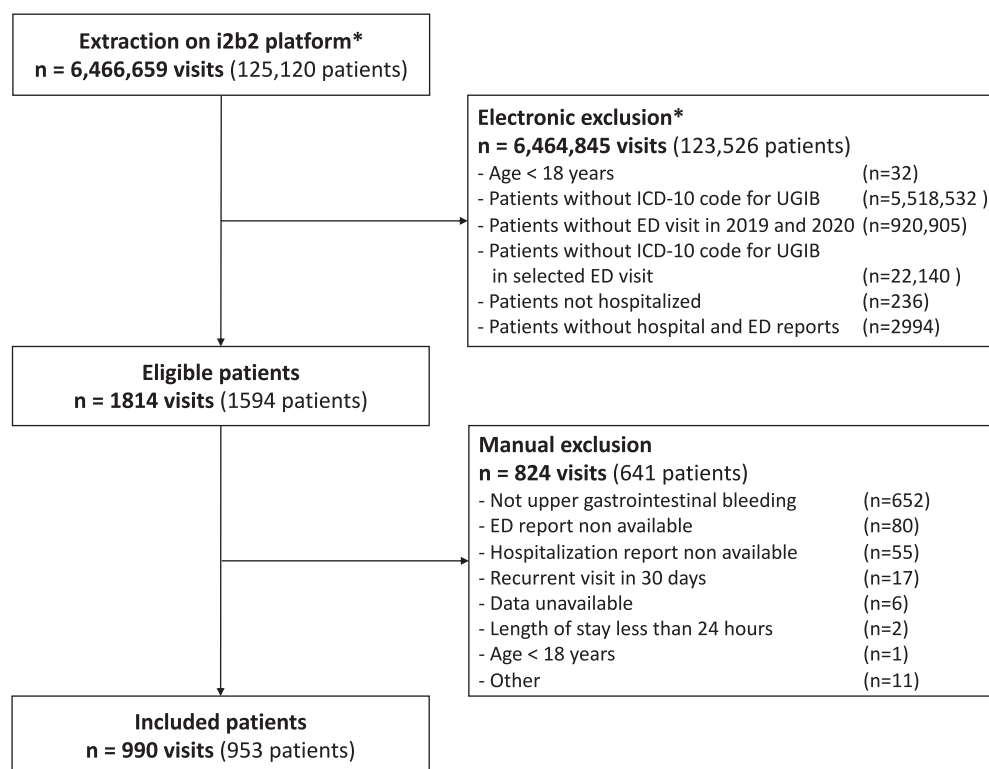 Extraction on i2b2 platform*
n = 6,466,659 visits (125,120 patients)
Electronic exclusion*
n = 6,464,845 visits (123,526 patients)
- Age < 18 years (n=32)
- Patients without ICD-10 code for UGIB (n=5,518,532 )
- Patients without ED visit in 2019 and 2020 (n=920,905)
- Patients without ICD-10 code for UGIB
in selected ED visit (n=22,140 )
- Patients not hospitalized (n=236)
- Patients without hospital and ED reports (n=2994)
Eligible patients
n = 1814 visits (1594 patients)
Manual exclusion
n = 824 visits (641 patients)
- Not upper gastrointestinal bleeding (n=652)
- ED report non available (n=80)
- Hospitalization report non available (n=55)
- Recurrent visit in 30 days (n=17)
- Data unavailable (n=6)
- Length of stay less than 24 hours (n=2)
- Age < 18 years (n=1)
- Other (n=11)
Included patients
n = 990 visits (953 patients)